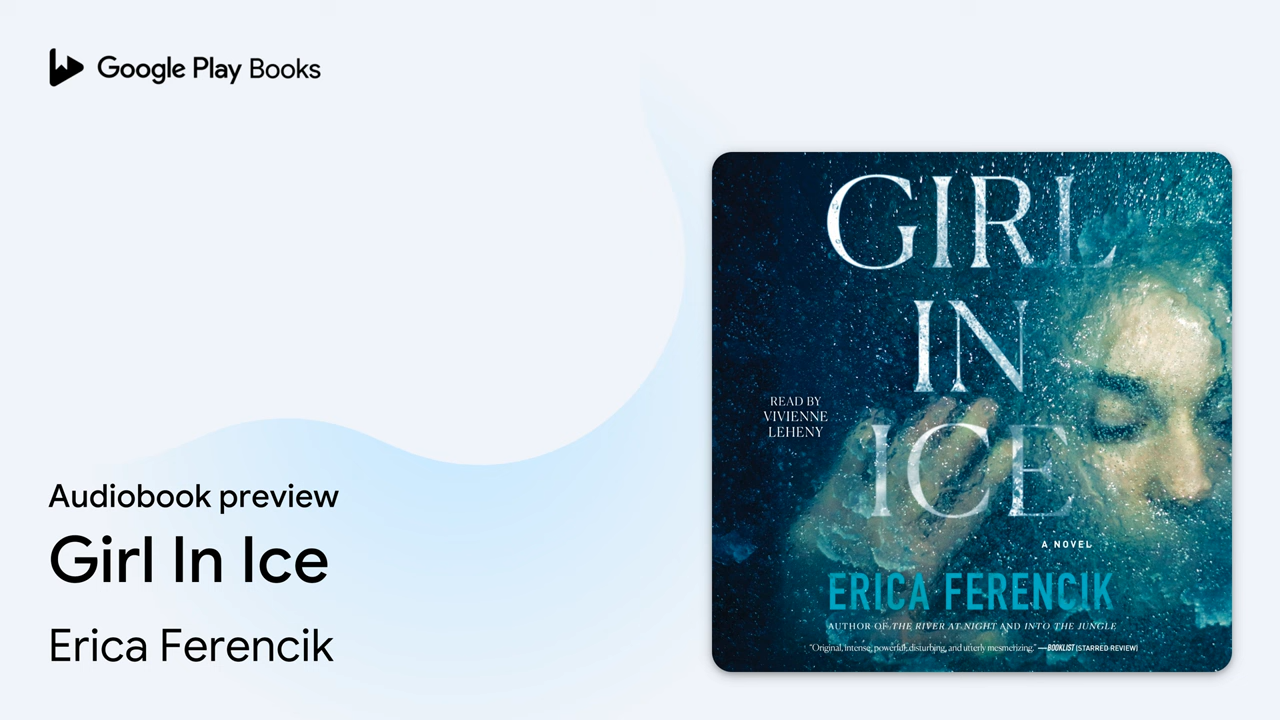 Google Play Books
Audiobook preview
Girl In Ice
Erica Ferencik
GIRL
IN
ICE
READ BY
VIVIENNE
LEHENY
A NOVEL
ERICA FERENCIK
AUTHOR OF THE RIVER AT NIGHT AND INTO THE JUNGLE
"Original, intense, powerful, disturbing, and utterly mesmerizing." —BOOKLIST (STARRED REVIEW)